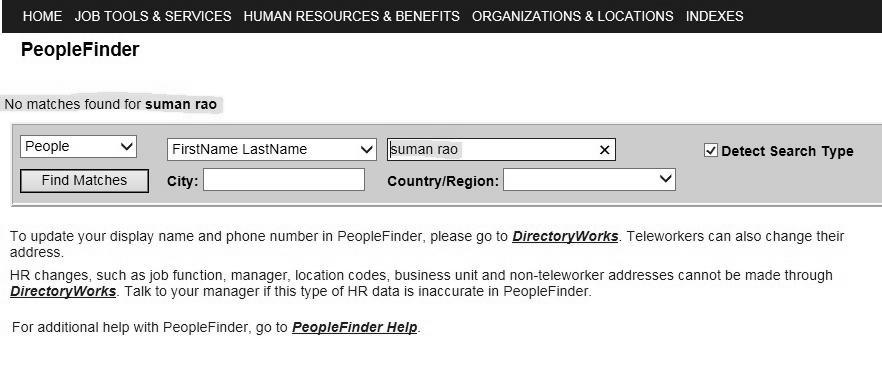 HOME JOB TOOLS & SERVICES HUMAN RESOURCES & BENEFITS ORGANIZATIONS & LOCATIONS INDEXES
PeopleFinder
No matches found for suman rao
People FirstName LastName suman rao Detect Search Type
Find Matches City: Country/Region:
To update your display name and phone number in PeopleFinder, please go to DirectoryWorks. Teleworkers can also change their
address.
HR changes, such as job function, manager, location codes, business unit and non-teleworker addresses cannot be made through
DirectoryWorks. Talk to your manager if this type of HR data is inaccurate in PeopleFinder.
For additional help with PeopleFinder, go to PeopleFinder Help.